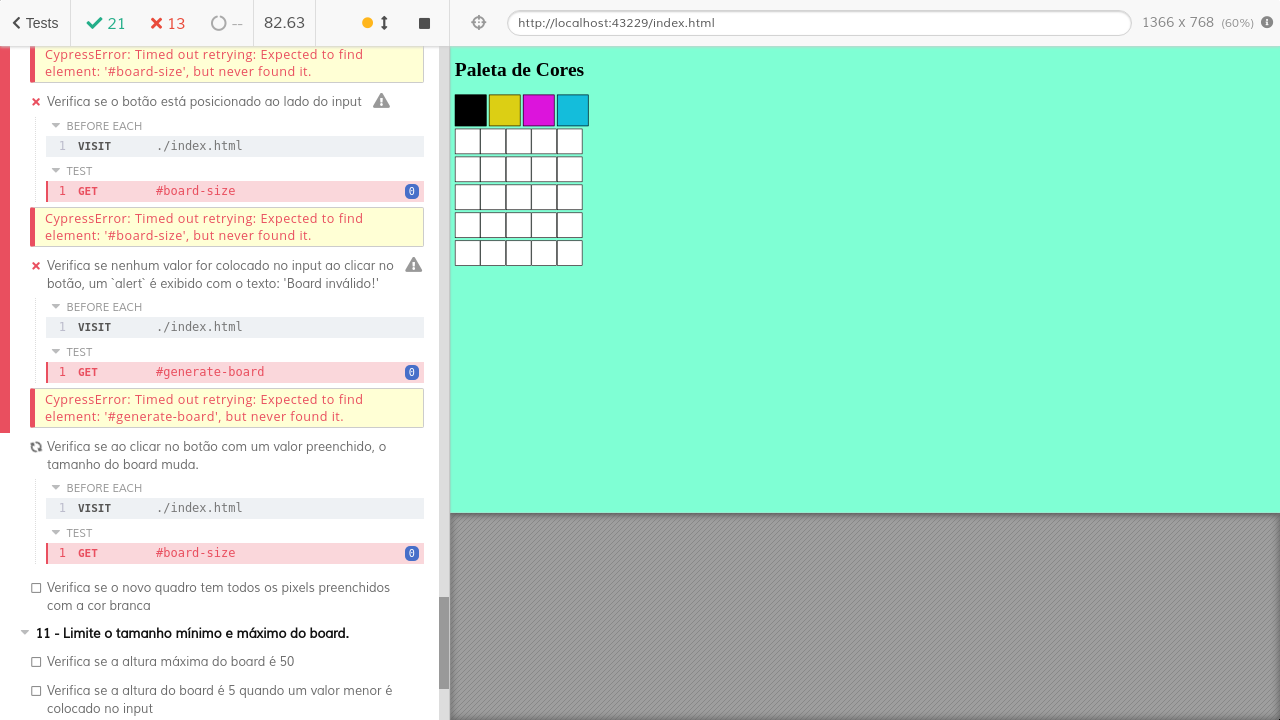 Tests 21 13 -- 82.63
http://localhost:43229/index.html 1366 x 768 (60%)
CypressError: Timed out retrying: Expected to find
element: '#board-size', but never found it.
Verifica se o botão está posicionado ao lado do input
BEFORE EACH
1 VISIT ./index.html
TEST
1 GET #board-size 0
CypressError: Timed out retrying: Expected to find
element: '#board-size', but never found it.
Verifica se nenhum valor for colocado no input ao clicar no
botão, um `alert` é exibido com o texto: 'Board inválido!'
BEFORE EACH
1 VISIT ./index.html
TEST
1 GET #generate-board 0
CypressError: Timed out retrying: Expected to find
element: '#generate-board', but never found it.
Verifica se ao clicar no botão com um valor preenchido, o
tamanho do board muda.
BEFORE EACH
1 VISIT ./index.html
TEST
1 GET #board-size 0
Verifica se o novo quadro tem todos os pixels preenchidos
com a cor branca
11 - Limite o tamanho mínimo e máximo do board.
Verifica se a altura máxima do board é 50
Verifica se a altura do board é 5 quando um valor menor é
colocado no input
Paleta de Cores